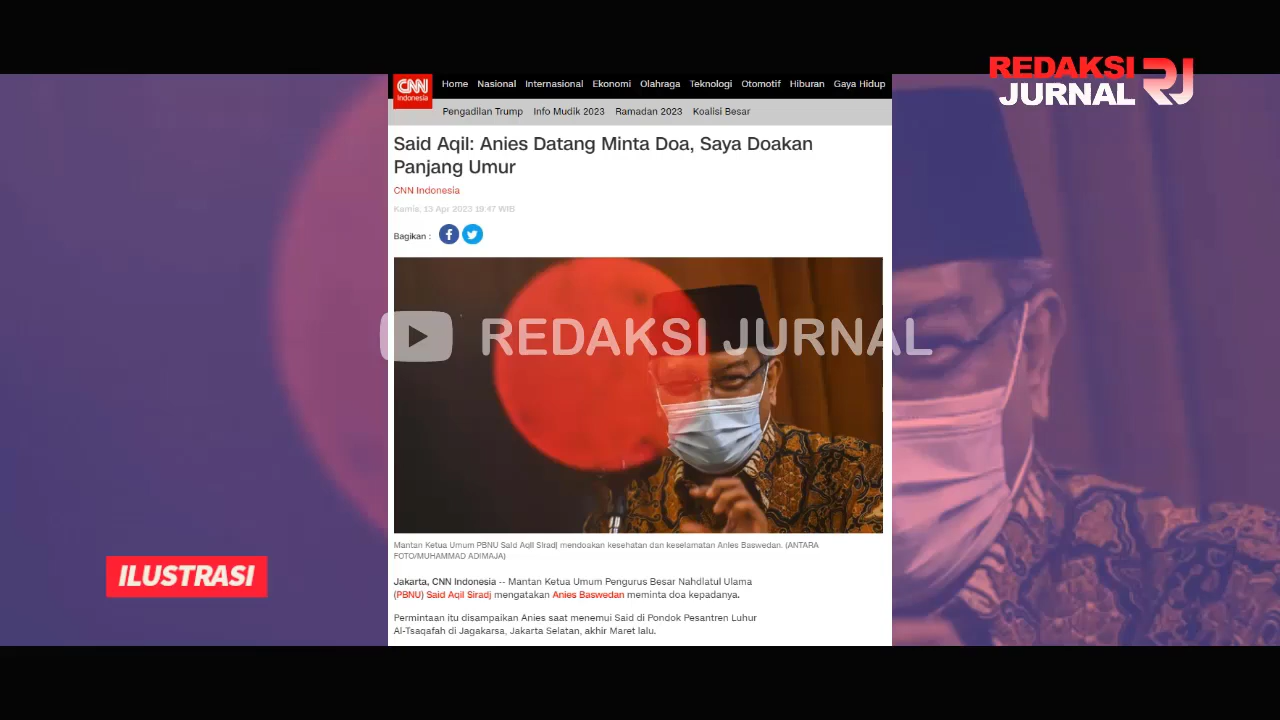 REDAKSI
JURNAL RJ
CNN
Indonesia
Home Nasional Internasional Ekonomi Olahraga Teknologi Otomotif Hiburan Gaya Hidup
Pengadilan Trump Info Mudik 2023 Ramadan 2023 Koalisi Besar
Said Aqil: Anies Datang Minta Doa, Saya Doakan
Panjang Umur
CNN Indonesia
Kamis, 13 Apr 2023 19:47 WIB
Bagikan :
REDAKSI JURNAL
Mantan Ketua Umum PBNU Said Aqil Siradj mendoakan kesehatan dan keselamatan Anies Baswedan. (ANTARA
FOTO/MUHAMMAD ADIMAJA)
ILUSTRASI
Jakarta, CNN Indonesia -- Mantan Ketua Umum Pengurus Besar Nahdlatul Ulama
(PBNU) Said Aqil Siradj mengatakan Anies Baswedan meminta doa kepadanya.
Permintaan itu disampaikan Anies saat menemui Said di Pondok Pesantren Luhur
Al-Tsaqafah di Jagakarsa, Jakarta Selatan, akhir Maret lalu.